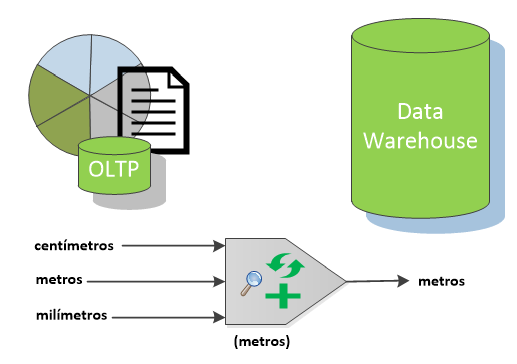 OLTP
Data
Warehouse
centímetros
metros
milímetros
metros
(metros)